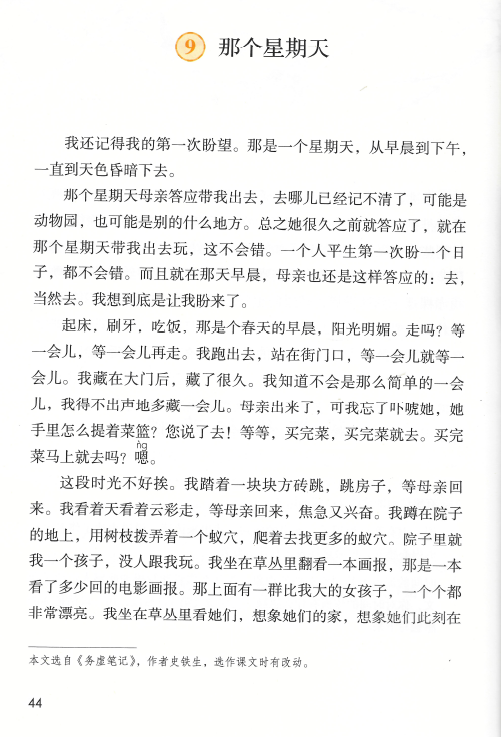 9 那个星期天
我还记得我的第一次盼望。那是一个星期天，从早晨到下午，
一直到天色昏暗下去。
那个星期天母亲答应带我出去，去哪儿已经记不清了，可能是
动物园，也可能是别的什么地方。总之她很久之前就答应了，就在
那个星期天带我出去玩，这不会错。一个人平生第一次盼一个日
子，都不会错。而且就在那天早晨，母亲也还是这样答应的：去，
当然去。我想到底是让我盼来了。
起床，刷牙，吃饭，那是个春天的早晨，阳光明媚。走吗？等
一会儿，等一会儿再走。我跑出去，站在街门口，等一会儿就等一
会儿。我藏在大门后，藏了很久。我知道不会是那么简单的一会
儿，我得不出声地多藏一会儿。母亲出来了，可我忘了吓唬她，她
手里怎么提着菜篮？您说了去！等等，买完菜，买完菜就去。买完
ǹg
菜马上就去吗？嗯。
这段时光不好挨。我踏着一块块方砖跳，跳房子，等母亲回
来。我看着天看着云彩走，等母亲回来，焦急又兴奋。我蹲在院子
的地上，用树枝拨弄着一个蚁穴，爬着去找更多的蚁穴。院子里就
我一个孩子，没人跟我玩。我坐在草丛里翻看一本画报，那是一本
看了多少回的电影画报。那上面有一群比我大的女孩子，一个个都
非常漂亮。我坐在草丛里看她们，想象她们的家，想象她们此刻在
本文选自《务虚笔记》，作者史铁生，选作课文时有改动。
44